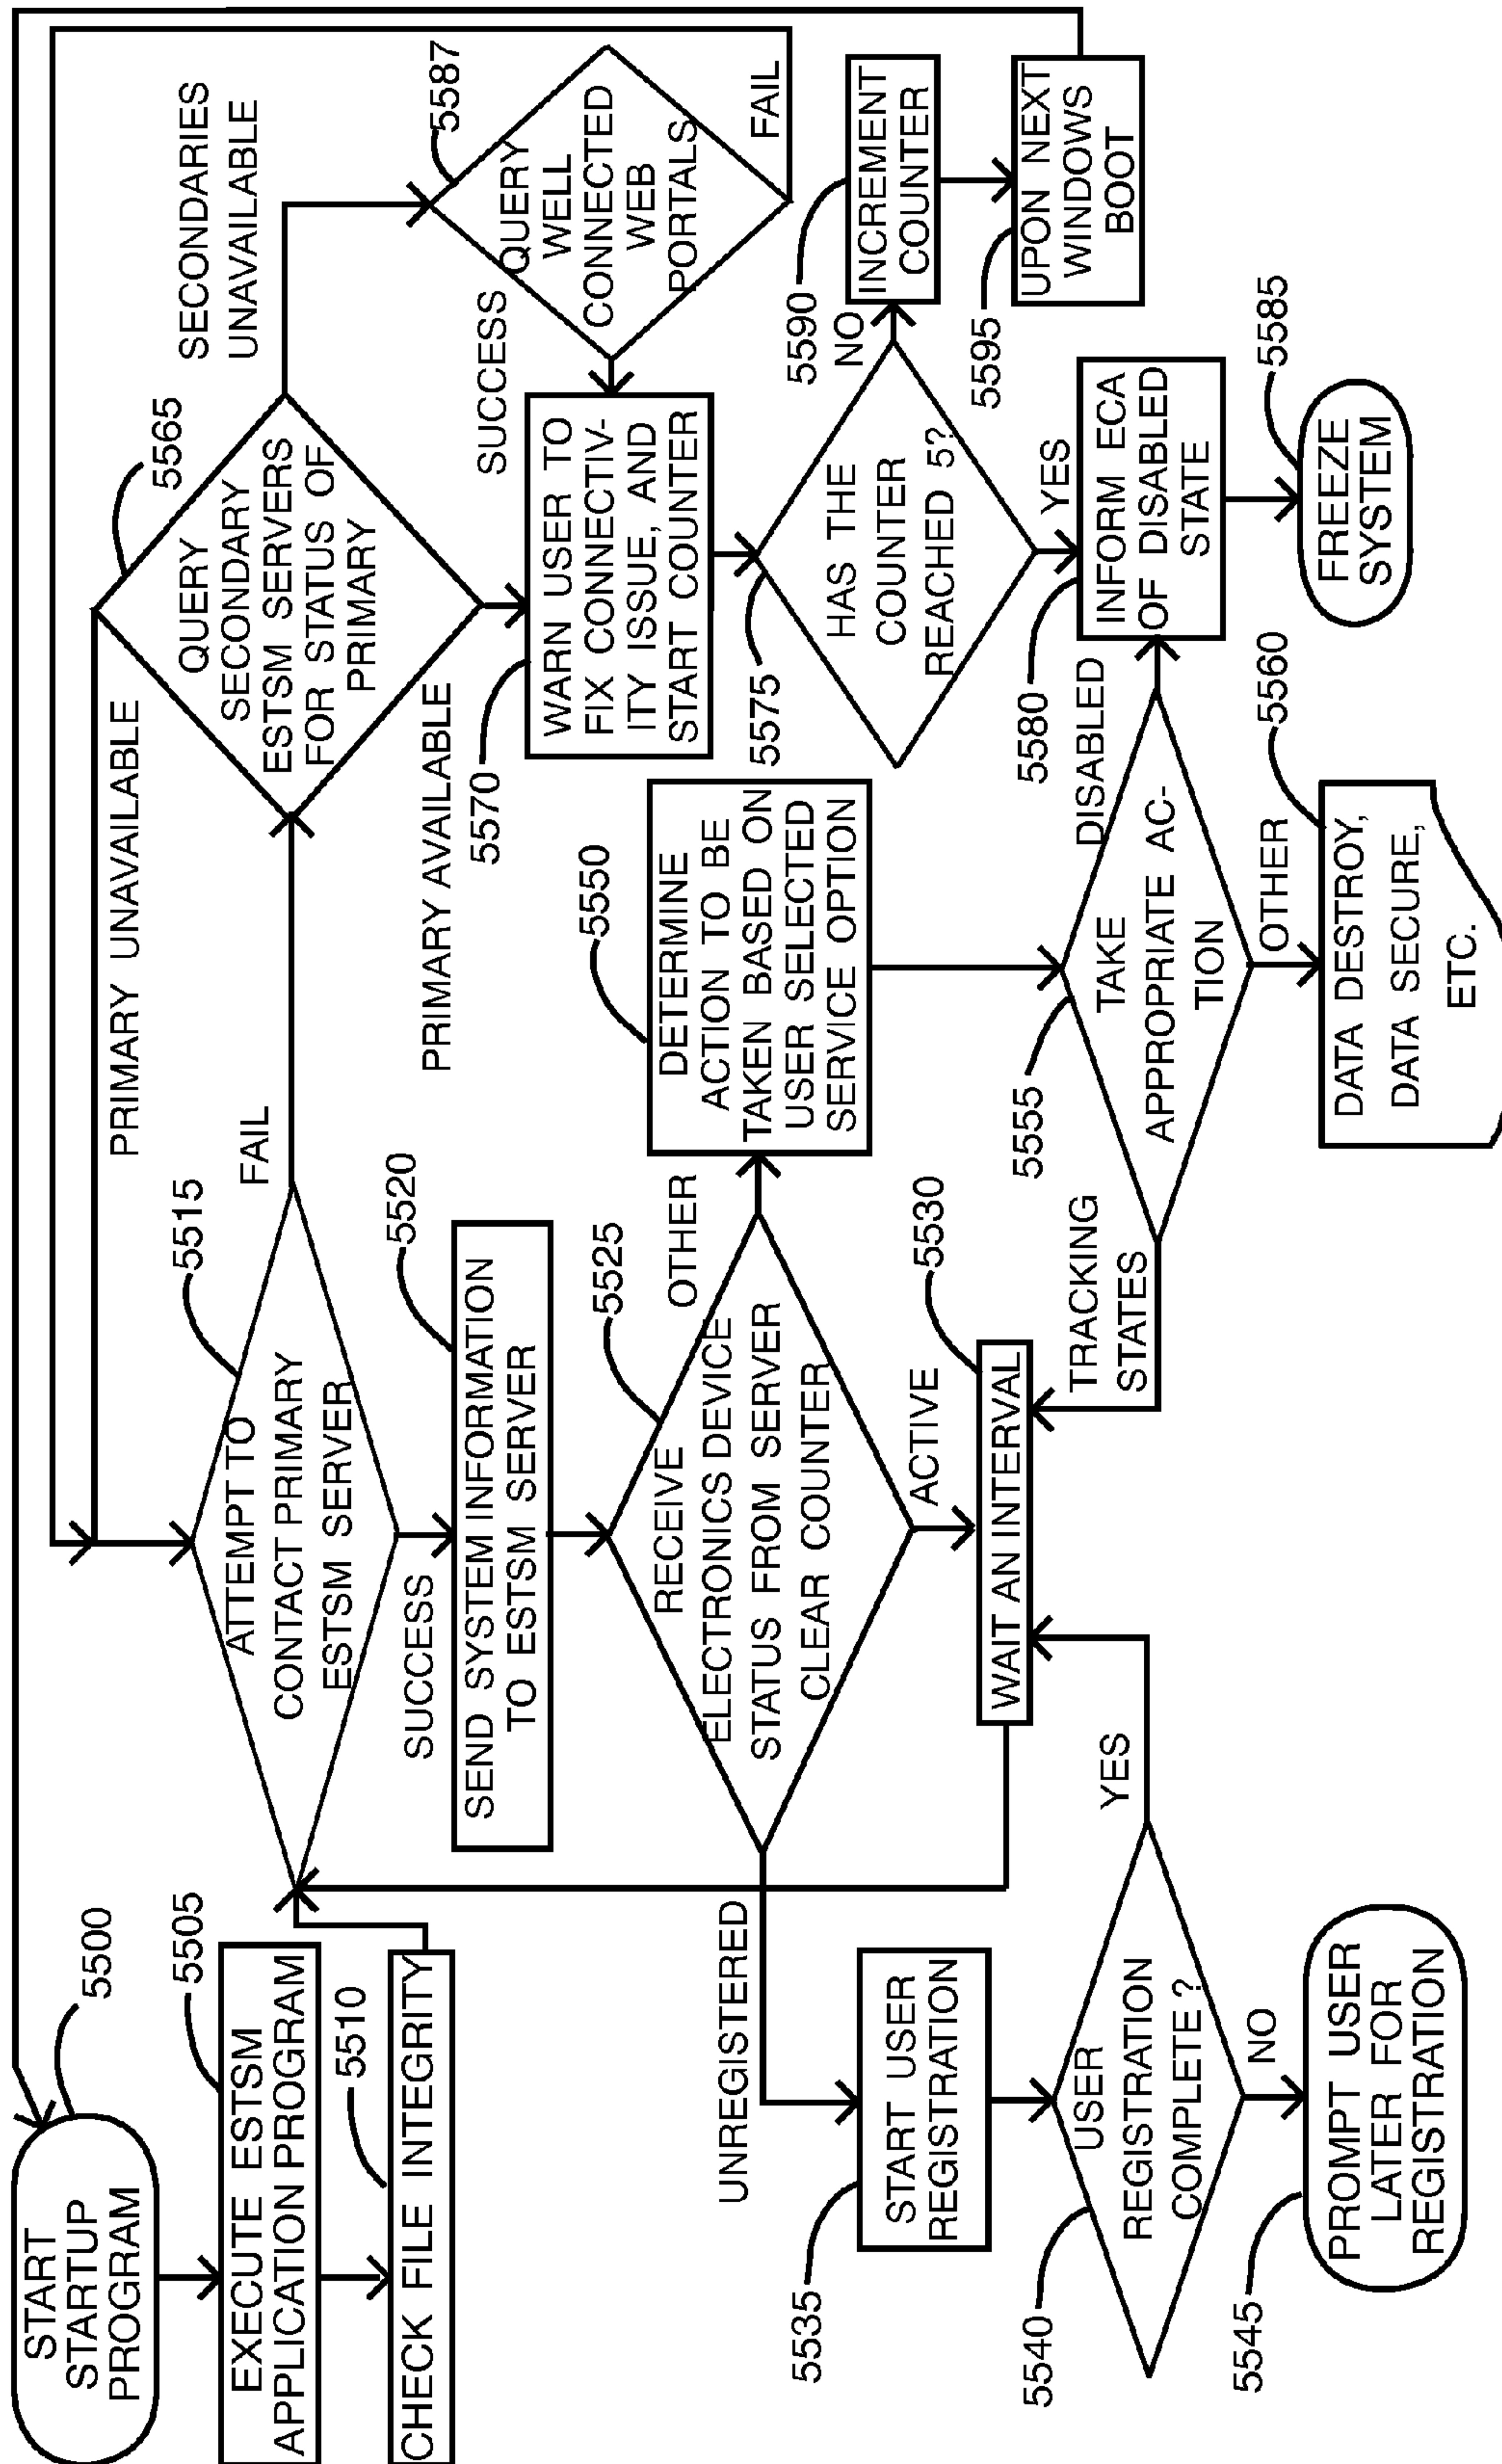 START
STARTUP
PROGRAM
5500
EXECUTE ESTSM
APPLICATION PROGRAM
5505
CHECK FILE INTEGRITY
5510
ATTEMPT TO
CONTACT PRIMARY
ESTSM SERVER
5515
FAIL
SUCCESS
PRIMARY UNAVAILABLE
QUERY
SECONDARY
ESTSM SERVERS
FOR STATUS OF
PRIMARY
5565
SECONDARIES
UNAVAILABLE
PRIMARY AVAILABLE
QUERY
WELL
CONNECTED
WEB
PORTALS
5587
FAIL
SUCCESS
SEND SYSTEM INFORMATION
TO ESTSM SERVER
5520
WARN USER TO
FIX CONNECTIV-
ITY ISSUE, AND
START COUNTER
5570
RECEIVE
ELECTRONICS DEVICE
STATUS FROM SERVER
CLEAR COUNTER
5525
OTHER
ACTIVE
UNREGISTERED
DETERMINE
ACTION TO BE
TAKEN BASED ON
USER SELECTED
SERVICE OPTION
5550
HAS THE
COUNTER
REACHED 5?
5575
NO
YES
INCREMENT
COUNTER
5590
UPON NEXT
WINDOWS
BOOT
5595
START USER
REGISTRATION
5535
WAIT AN INTERVAL
5530
TAKE
APPROPRIATE AC-
TION
5555
TRACKING
STATES
DISABLED
OTHER
INFORM ECA
OF DISABLED
STATE
5580
FREEZE
SYSTEM
5585
USER
REGISTRATION
COMPLETE ?
5540
YES
NO
PROMPT USER
LATER FOR
REGISTRATION
5545
DATA DESTROY,
DATA SECURE,
ETC.
5560